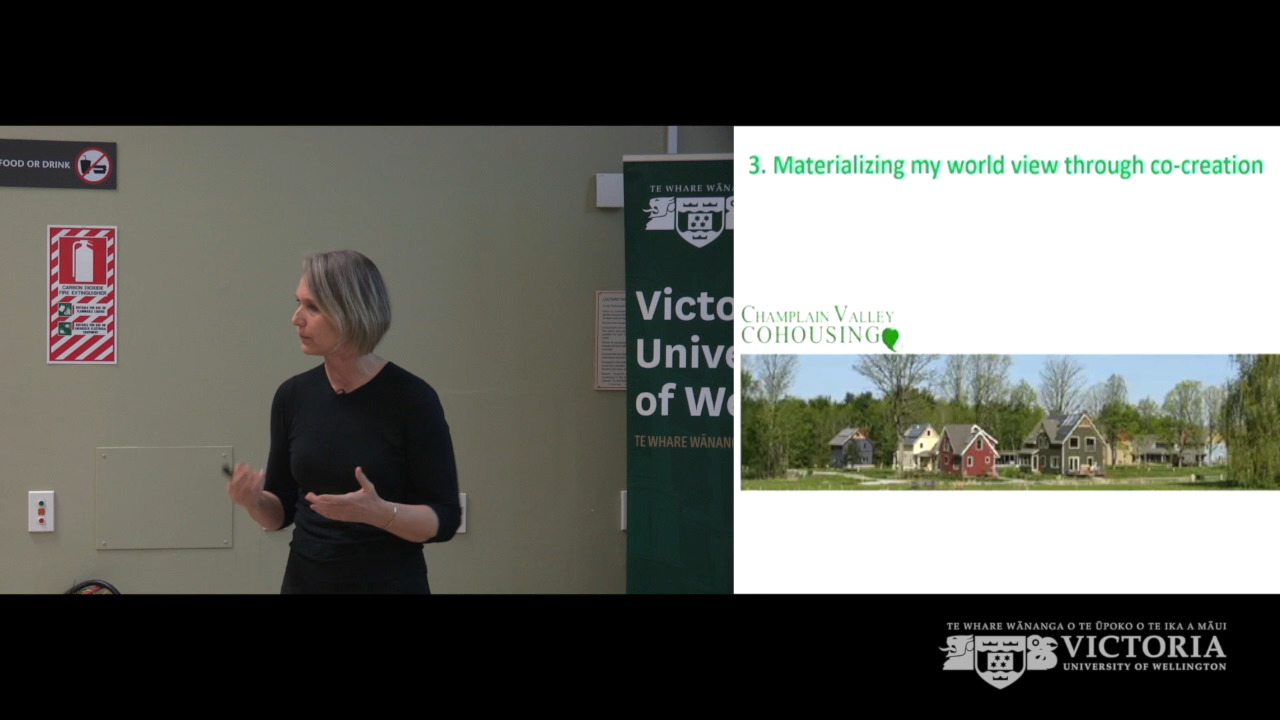 FOOD OR DRINK
CARBON DIOXIDE
FIRE EXTINGUISHER
TE WHARE WĀNA
Victo
Unive
of We
TE WHARE WĀNAN
3. Materializing my world view through co-creation
CHAMPLAIN VALLEY
COHOUSING
TE WHARE WĀNANGA O TE ŪPOKO O TE IKA A MĀUI
VICTORIA
UNIVERSITY OF WELLINGTON